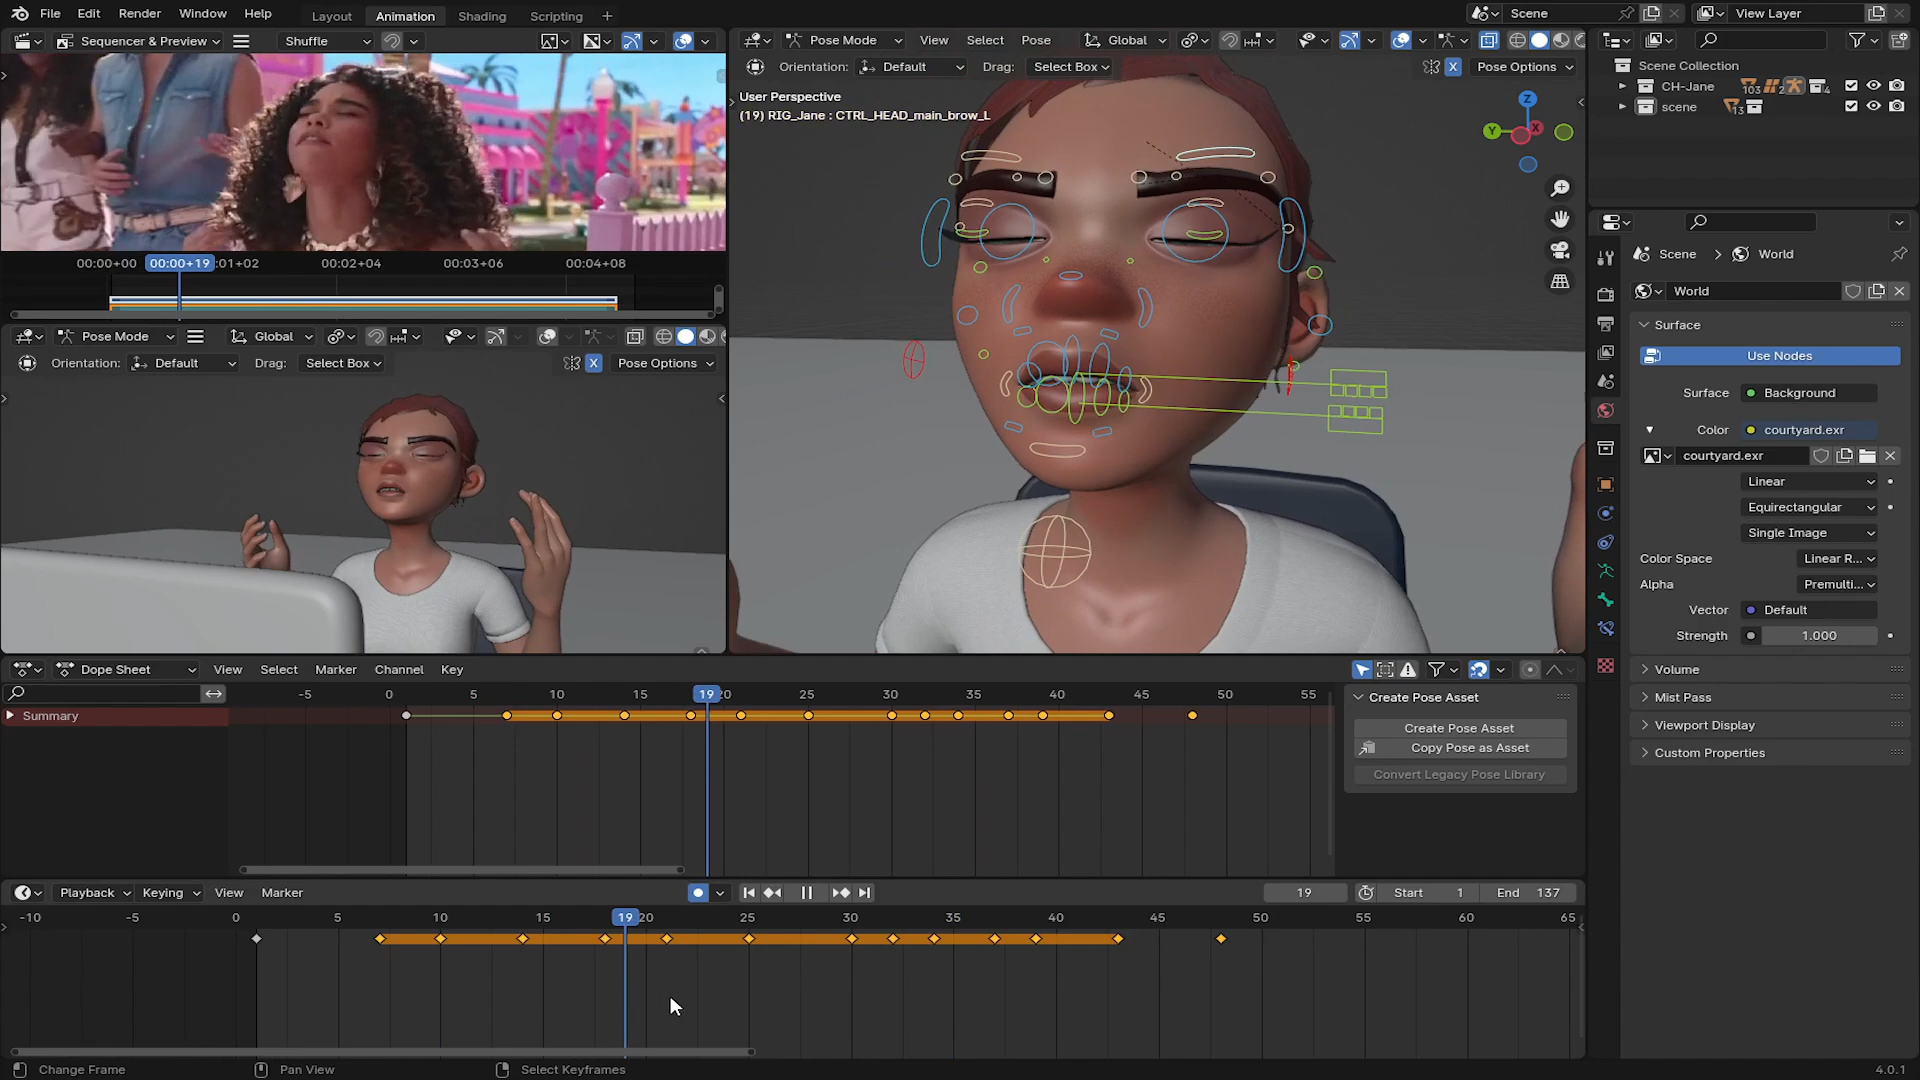 File Edit Render Window Help Layout Animation Shading Scripting + Scene View Layer
Sequencer & Preview Shuffle
Pose Mode View Select Pose Global
Orientation: Default Drag: Select Box X Pose Options
User Perspective
(19) RIG_Jane : CTRL_HEAD_main_brow_L
Z
Y X
00:00+00 00:00+19 :01+02 00:02+04 00:03+06 00:04+08
Pose Mode Global
Orientation: Default Drag: Select Box X Pose Options
Scene Collection
CH-Jane 103 2 4
scene 13
Scene > World
World
Surface
Use Nodes
Surface Background
Color courtyard.exr
courtyard.exr
Linear
Equirectangular
Single Image
Color Space Linear R...
Alpha Premulti...
Vector Default
Strength 1.000
Volume
Mist Pass
Viewport Display
Custom Properties
Dope Sheet View Select Marker Channel Key
-5 0 5 10 15 19 20 25 30 35 40 45 50 55
Summary
Create Pose Asset
Create Pose Asset
Copy Pose as Asset
Convert Legacy Pose Library
Playback Keying View Marker 19 Start 1 End 137
-10 -5 0 5 10 15 19 20 25 30 35 40 45 50 55 60 65
Change Frame Pan View Select Keyframes 4.0.1